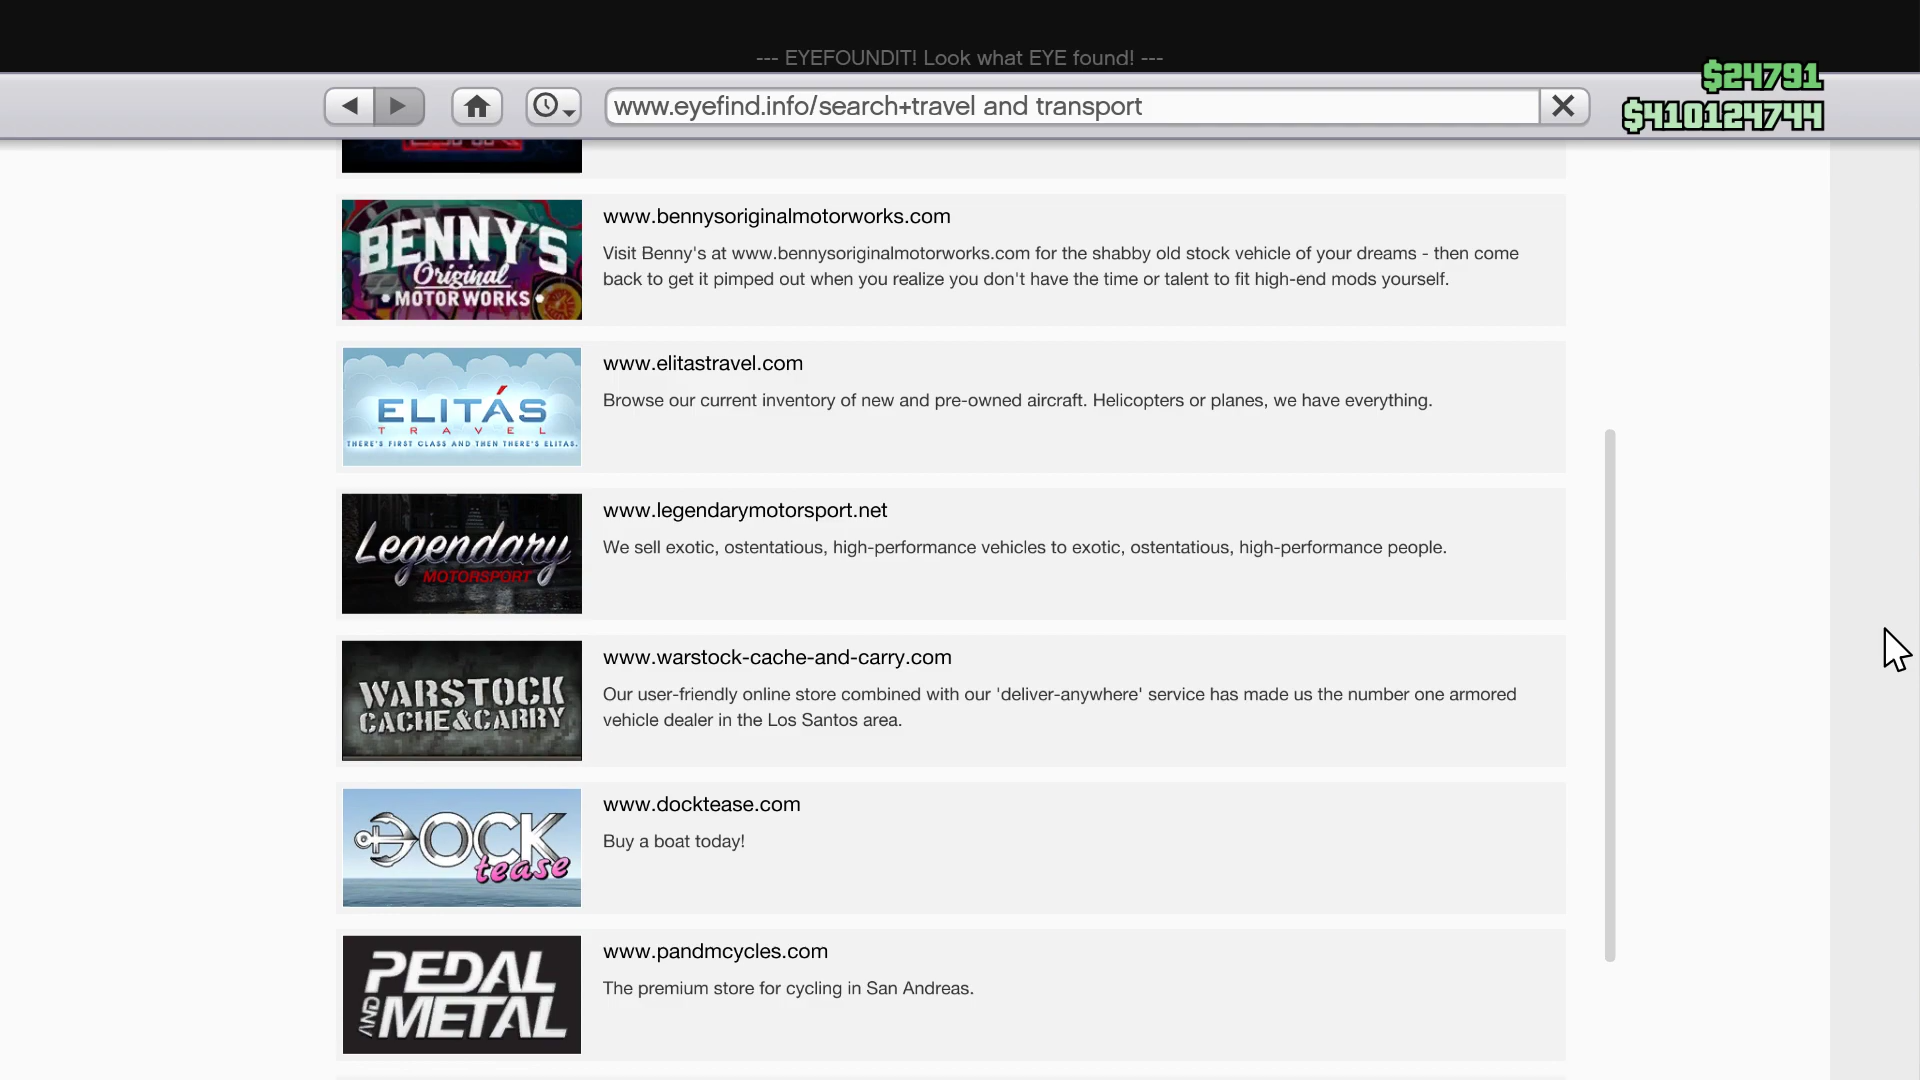 --- EYEFOUNDIT! Look what EYE found! ---
$24791
www.eyefind.info/search+travel and transport
$410124744
BENNY'S
Original
MOTOR WORKS
www.bennysoriginalmotorworks.com
Visit Benny's at www.bennysoriginalmotorworks.com for the shabby old stock vehicle of your dreams - then come
back to get it pimped out when you realize you don't have the time or talent to fit high-end mods yourself.
ELITÁS
TRAVEL
THERE'S FIRST CLASS AND THEN THERE'S ELITAS.
www.elitastravel.com
Browse our current inventory of new and pre-owned aircraft. Helicopters or planes, we have everything.
Legendary
MOTORSPORT
www.legendarymotorsport.net
We sell exotic, ostentatious, high-performance vehicles to exotic, ostentatious, high-performance people.
WARSTOCK
CACHE&CARRY
www.warstock-cache-and-carry.com
Our user-friendly online store combined with our 'deliver-anywhere' service has made us the number one armored
vehicle dealer in the Los Santos area.
DOCK
tease
www.docktease.com
Buy a boat today!
PEDAL
AND METAL
www.pandmcycles.com
The premium store for cycling in San Andreas.